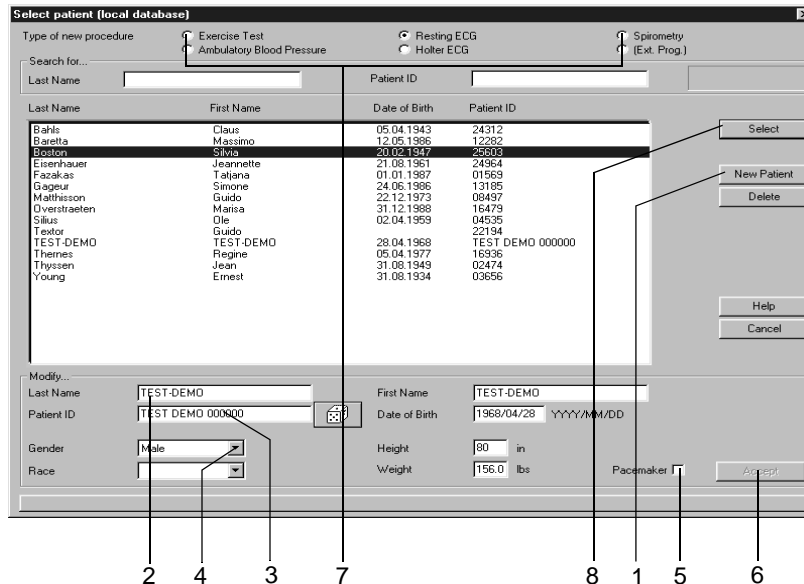 Select patient (local database)
Type of new procedure Exercise Test Resting ECG Spirometry
Ambulatory Blood Pressure Holter ECG (Ext. Prog.)
Search for...
Last Name Patient ID
Last Name First Name Date of Birth Patient ID
Bahls Claus 05.04.1943 24312
Baretta Massimo 12.05.1986 12282
Boston Silvia 20.02.1947 25603
Eisenhauer Jeannette 21.08.1961 24964
Fazakas Tatjana 01.01.1987 01569
Gageur Simone 24.06.1986 13185
Matthisson Guido 22.12.1973 08497
Overstraeten Marisa 31.12.1988 16479
Silius Ole 02.04.1959 04535
Textor Guido 22194
TEST-DEMO TEST-DEMO 28.04.1968 TEST DEMO 000000
Thernes Regine 05.04.1977 16936
Thyssen Jean 31.08.1949 02474
Young Ernest 31.08.1934 03656
Select
New Patient
Delete
Help
Cancel
Modify...
Last Name TEST-DEMO First Name TEST-DEMO
Patient ID TEST DEMO 000000 Date of Birth 1968/04/28 YYYY/MM/DD
Gender Male Height 80 in
Race Weight 156.0 lbs Pacemaker Accept
2 4 3 7 8 1 5 6